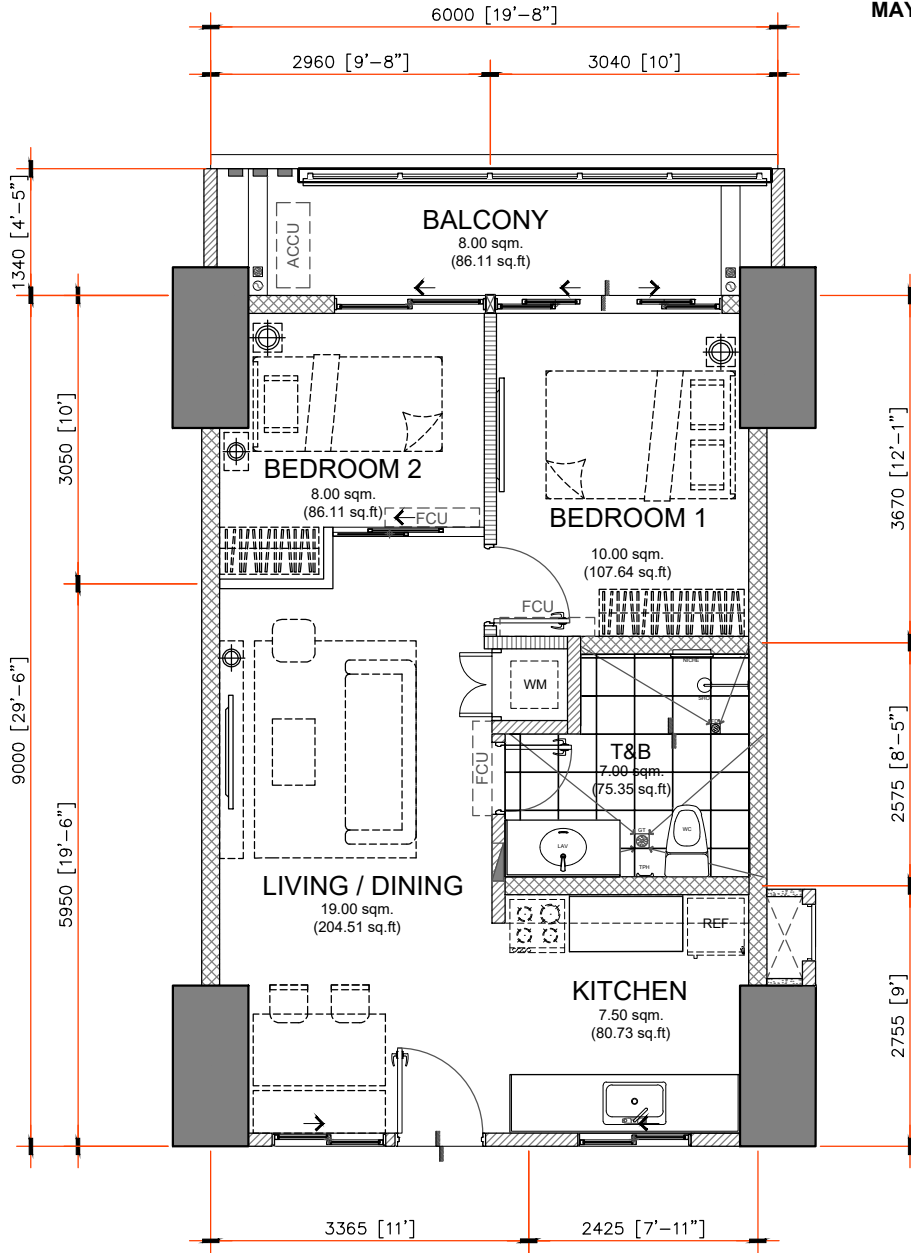 6000 [19'-8"]
MAY
2960 [9'-8"]
3040 [10']
1340 [4'-5"]
BALCONY
8.00 sqm.
(86.11 sq.ft)
ACCU
3050 [10']
3670 [12'-1"]
BEDROOM 2
8.00 sqm.
(86.11 sq.ft)
FCU
BEDROOM 1
10.00 sqm.
(107.64 sq.ft)
FCU
NICHE
WM
9000 [29'-6"]
T&B
7.00 sqm.
(75.35 sq.ft)
FCU
2575 [8'-5"]
GT
WC
LAV
TPH
5950 [19'-6"]
LIVING / DINING
19.00 sqm.
(204.51 sq.ft)
REF
KITCHEN
7.50 sqm.
(80.73 sq.ft)
2755 [9']
3365 [11']
2425 [7'-11"]